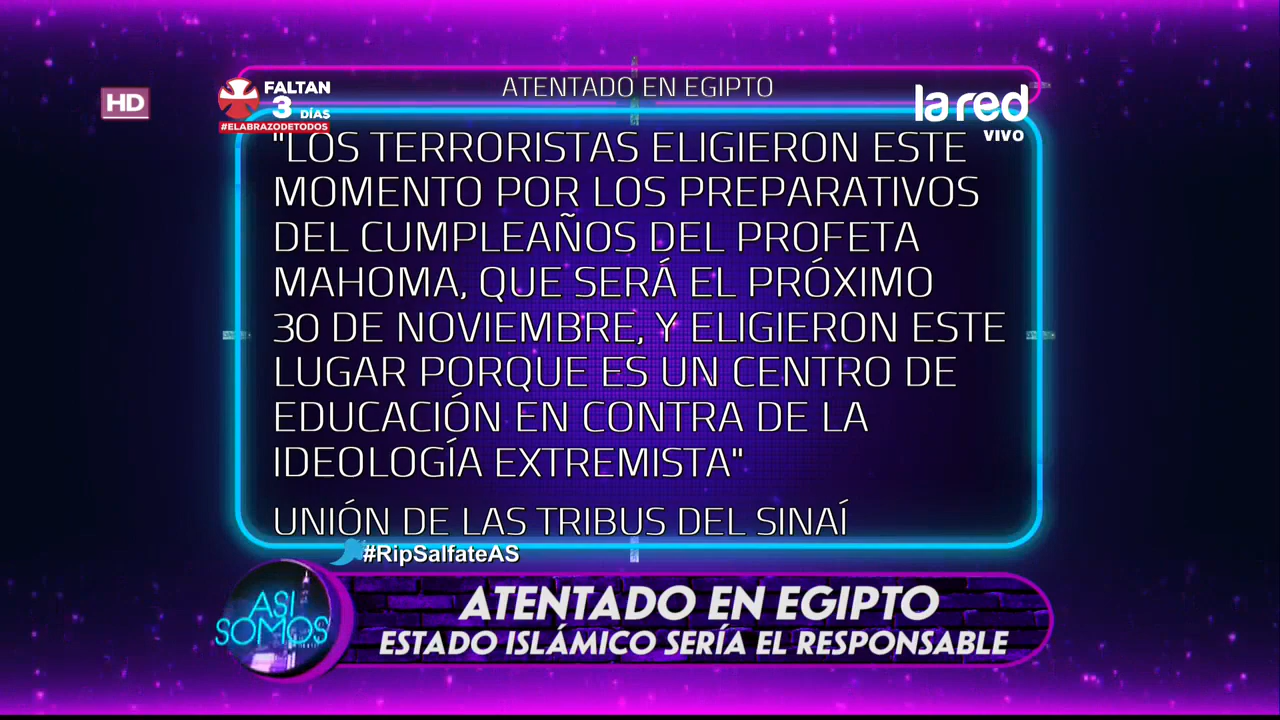 ATENTADO EN EGIPTO
HD
FALTAN
3 DÍAS
#ELABRAZODETODOS
la red
VIVO
"LOS TERRORISTAS ELIGIERON ESTE
MOMENTO POR LOS PREPARATIVOS
DEL CUMPLEAÑOS DEL PROFETA
MAHOMA, QUE SERÁ EL PRÓXIMO
30 DE NOVIEMBRE, Y ELIGIERON ESTE
LUGAR PORQUE ES UN CENTRO DE
EDUCACIÓN EN CONTRA DE LA
IDEOLOGÍA EXTREMISTA"
UNIÓN DE LAS TRIBUS DEL SINAÍ
#RipSalfateAS
ASI
SOMOS
ATENTADO EN EGIPTO
ESTADO ISLÁMICO SERÍA EL RESPONSABLE